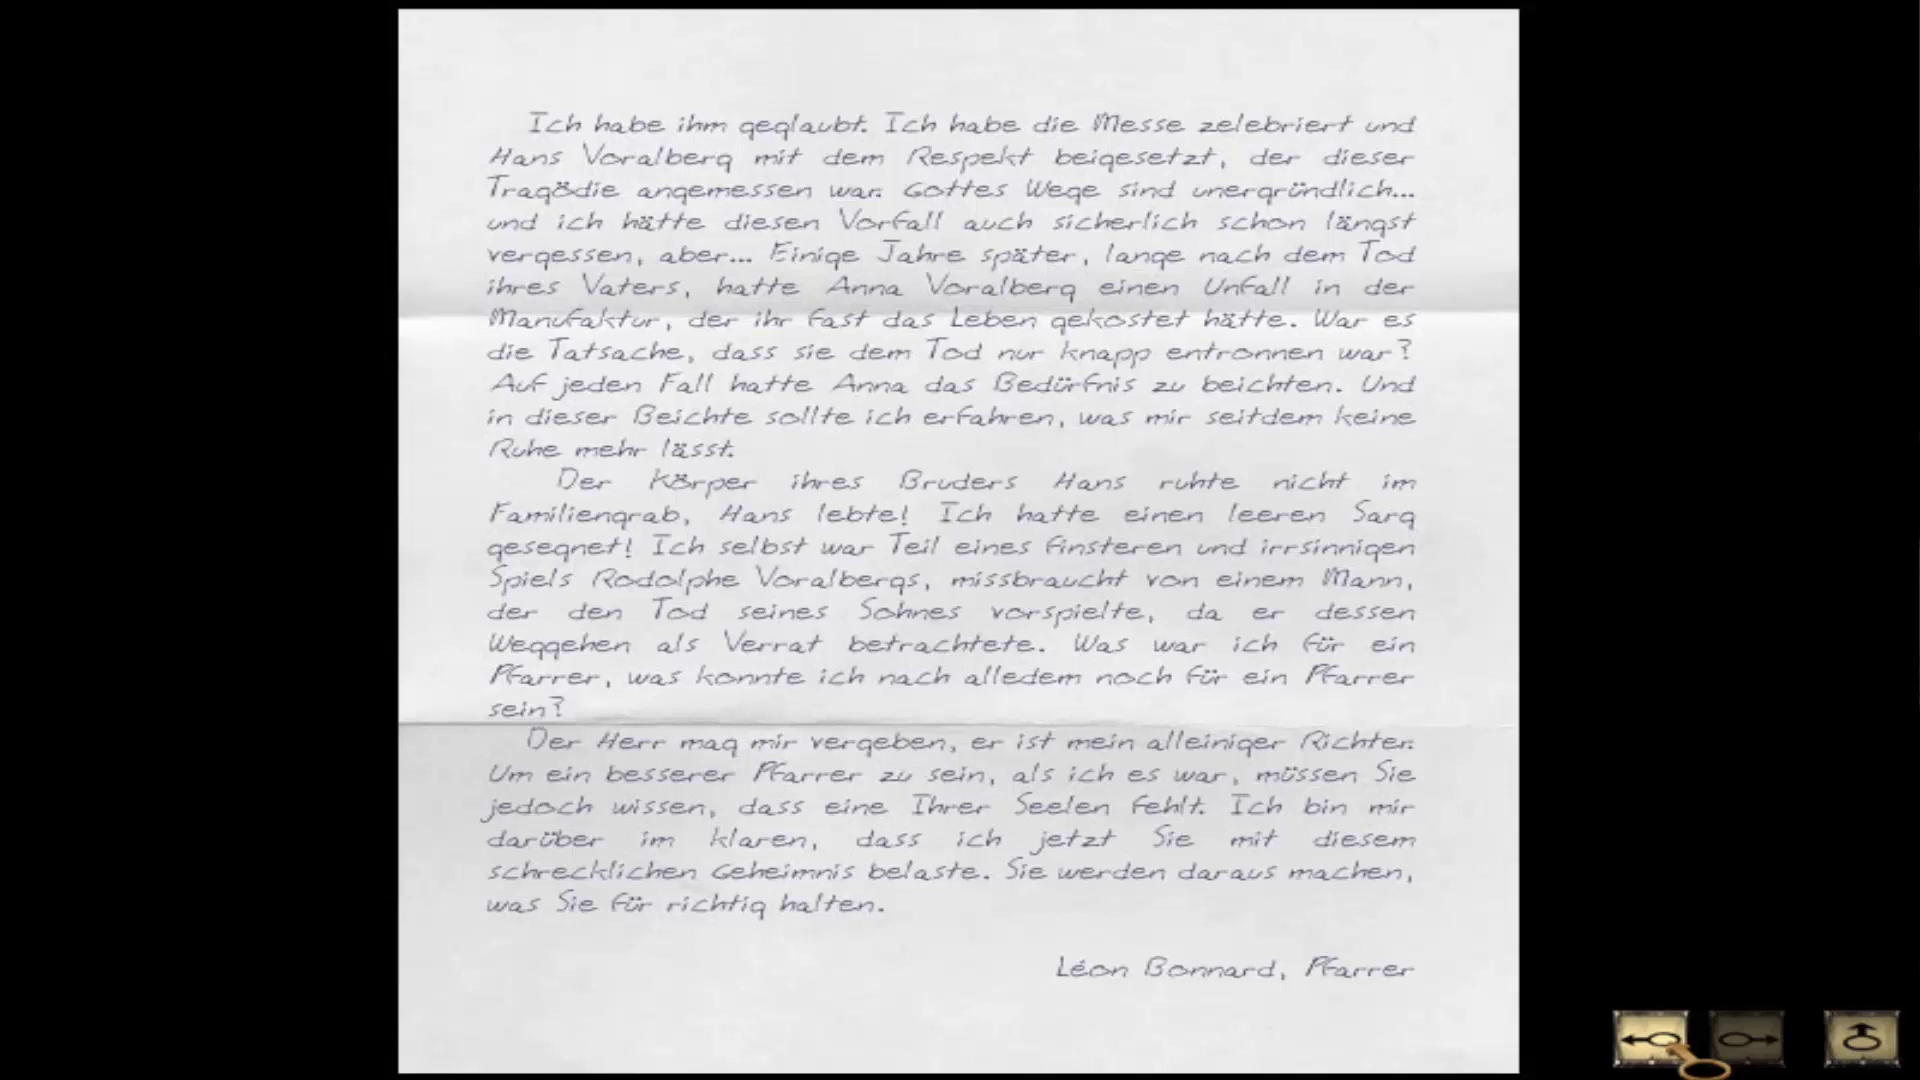 Ich habe ihm geglaubt. Ich habe die Messe zelebriert und
Hans Voralberg mit dem Respekt beigesetzt, der dieser
Tragödie angemessen war. Gottes Wege sind unergründlich...
und ich hätte diesen Vorfall auch sicherlich schon längst
vergessen, aber... Einige Jahre später, lange nach dem Tod
ihres Vaters, hatte Anna Voralberg einen Unfall in der
Manufaktur, der ihr fast das Leben gekostet hätte. War es
die Tatsache, dass sie dem Tod nur knapp entronnen war?
Auf jeden Fall hatte Anna das Bedürfnis zu beichten. Und
in dieser Beichte sollte ich erfahren, was mir seitdem keine
Ruhe mehr lässt.
Der Körper ihres Bruders Hans ruhte nicht im
Familiengrab, Hans lebte! Ich hatte einen leeren Sarg
gesegnet! Ich selbst war Teil eines finsteren und irrsinnigen
Spiels Rodolphe Voralbergs, missbraucht von einem Mann,
der den Tod seines Sohnes vorspielte, da er dessen
Weggehen als Verrat betrachtete. Was war ich für ein
Pfarrer, was konnte ich nach alledem noch für ein Pfarrer
sein?
Der Herr mag mir vergeben, er ist mein alleiniger Richter.
Um ein besserer Pfarrer zu sein, als ich es war, müssen Sie
jedoch wissen, dass eine Ihrer Seelen fehlt. Ich bin mir
darüber im klaren, dass ich jetzt Sie mit diesem
schrecklichen Geheimnis belaste. Sie werden daraus machen,
was Sie für richtig halten.
Léon Bonnard, Pfarrer